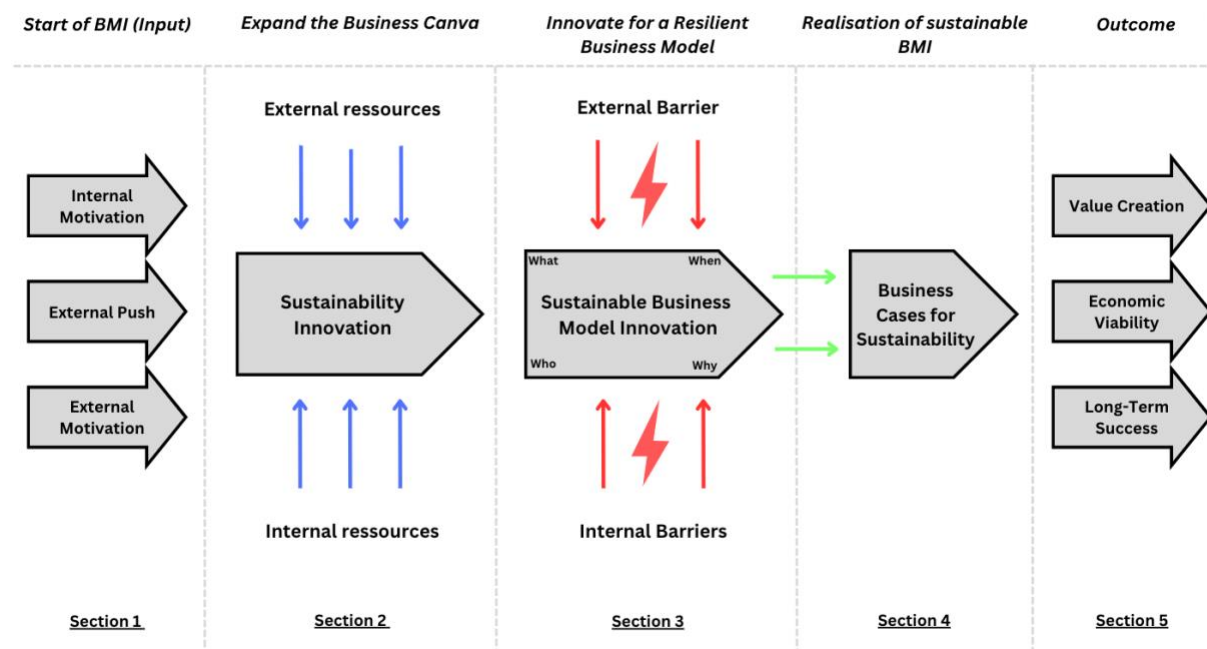 Start of BMI (Input)
Expand the Business Canva
Innovate for a Resilient
Business Model
Realisation of sustainable
BMI
Outcome
Internal
Motivation
External Push
External
Motivation
Section 1
External ressources
Sustainability
Innovation
Internal ressources
Section 2
External Barrier
What
When
Sustainable Business
Model Innovation
Who
Why
Internal Barriers
Section 3
Business
Cases for
Sustainability
Section 4
Value Creation
Economic
Viability
Long-Term
Success
Section 5